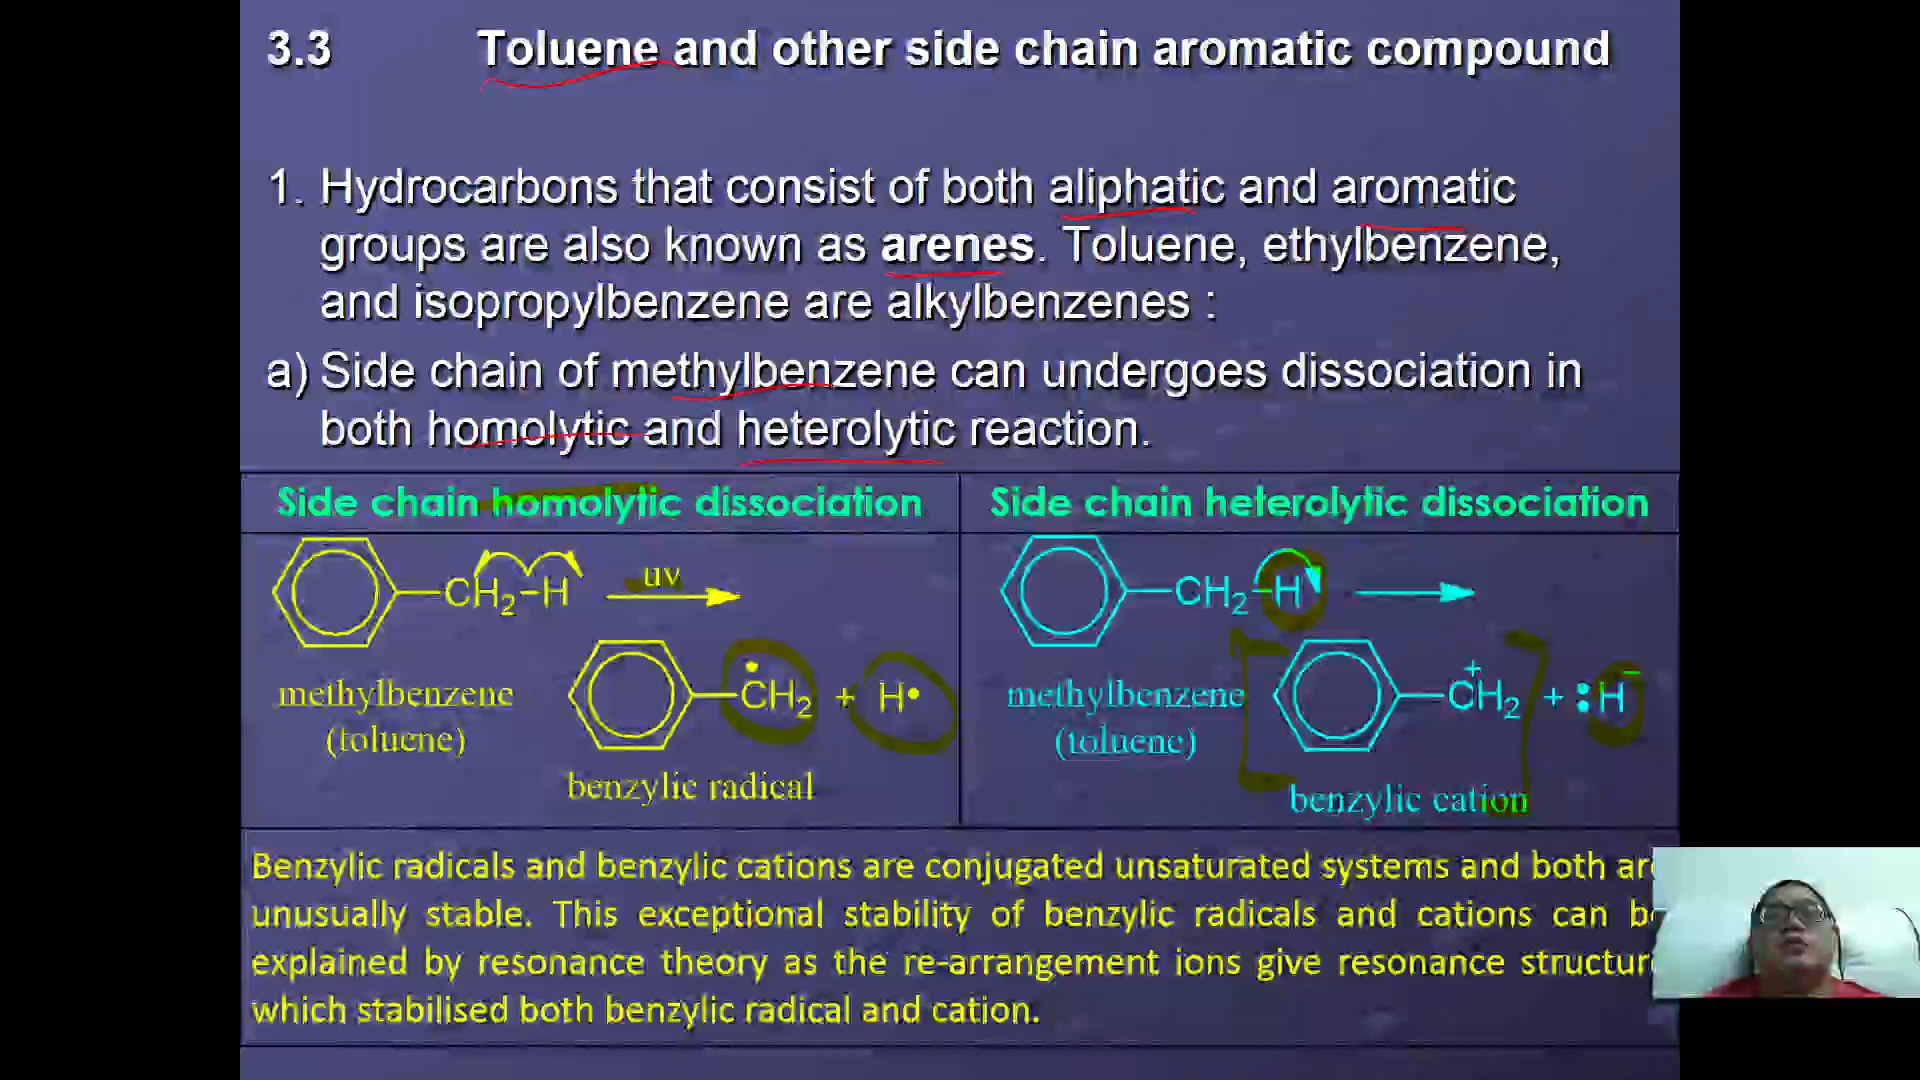 3.3 Toluene and other side chain aromatic compound
1. Hydrocarbons that consist of both aliphatic and aromatic
groups are also known as arenes. Toluene, ethylbenzene,
and isopropylbenzene are alkylbenzenes :
a) Side chain of methylbenzene can undergoes dissociation in
both homolytic and heterolytic reaction.
Side chain homolytic dissociation
CH₂–H uv
methylbenzene
(toluene)
ĊH₂ + H•
benzylic radical
Side chain heterolytic dissociation
CH₂–H
methylbenzene
(toluene)
+
CH₂ + :H⁻
benzylic cation
Benzylic radicals and benzylic cations are conjugated unsaturated systems and both
unusually stable. This exceptional stability of benzylic radicals and cations can
explained by resonance theory as the re-arrangement ions give resonance
which stabilised both benzylic radical and cation.